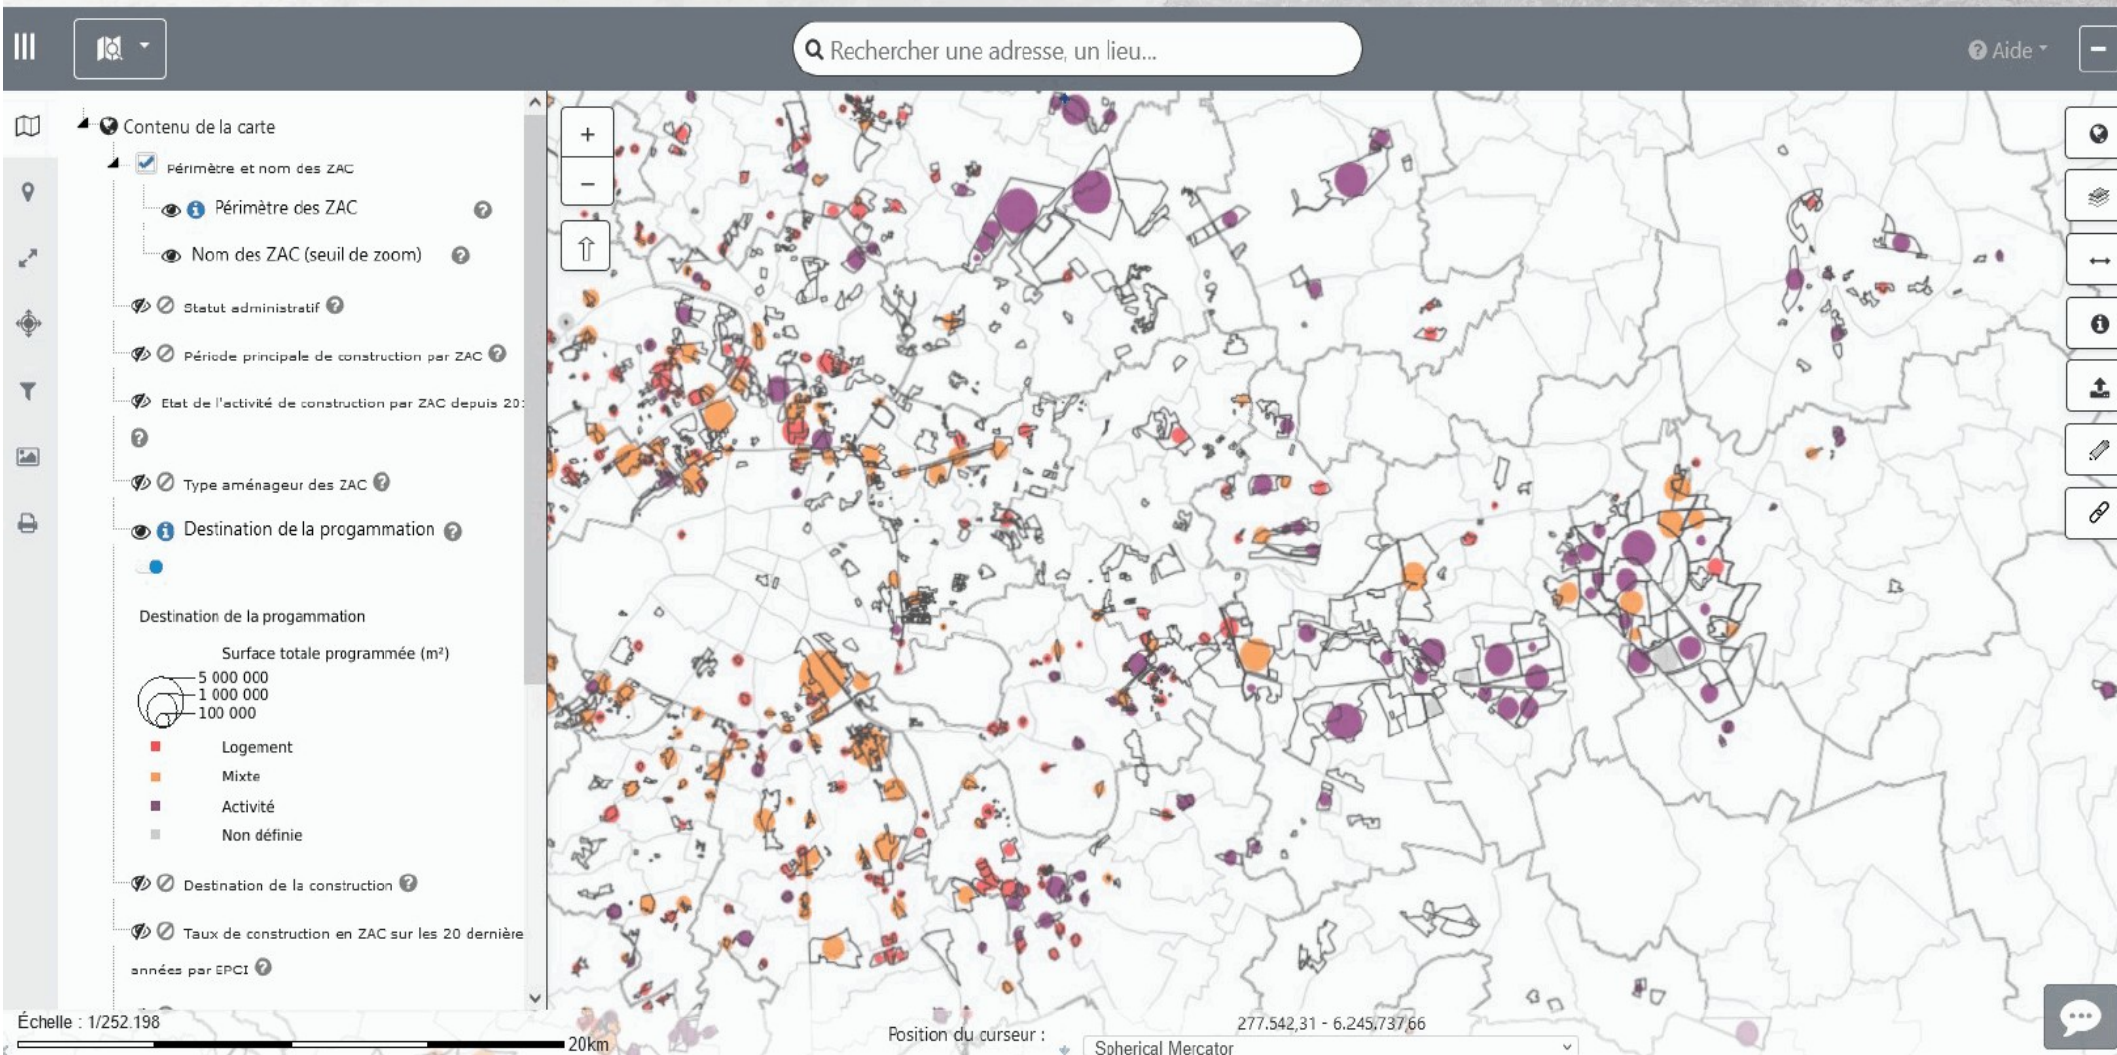 Rechercher une adresse, un lieu...
Aide
Contenu de la carte
Périmètre et nom des ZAC
Périmètre des ZAC
Nom des ZAC (seuil de zoom)
Statut administratif
Période principale de construction par ZAC
Etat de l'activité de construction par ZAC depuis 20
Type aménageur des ZAC
Destination de la progammation
Destination de la progammation
Surface totale programmée (m²)
5 000 000
1 000 000
100 000
Logement
Mixte
Activité
Non définie
Destination de la construction
Taux de construction en ZAC sur les 20 dernière
années par EPCI
Échelle : 1/252.198
20km
Position du curseur :
277.542,31 - 6.245.737,66
Spherical Mercator